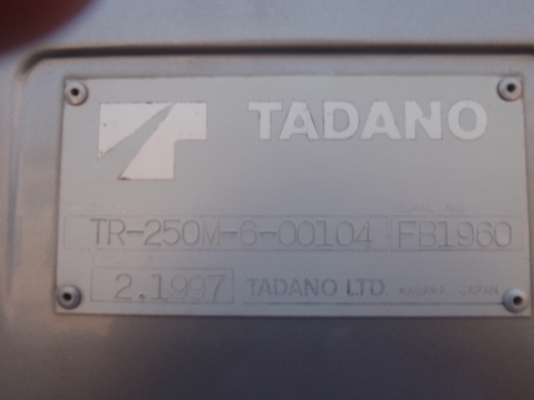 TADANO
TR-250M-6-00104 FB1960
2.1997 TADANO LTD. KAGAWA JAPAN